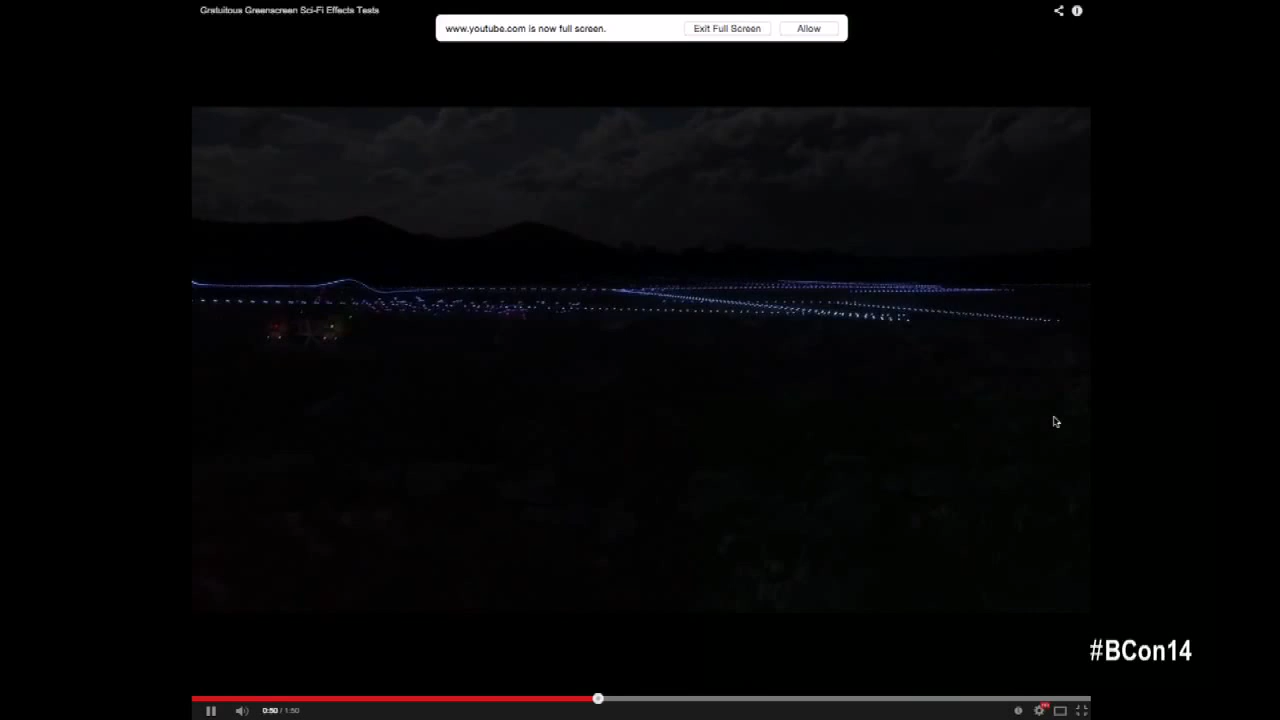 Gratuitous Greenscreen Sci-Fi Effects Tests
www.youtube.com is now full screen.
Exit Full Screen
Allow
#BCon14
0:50 / 1:50